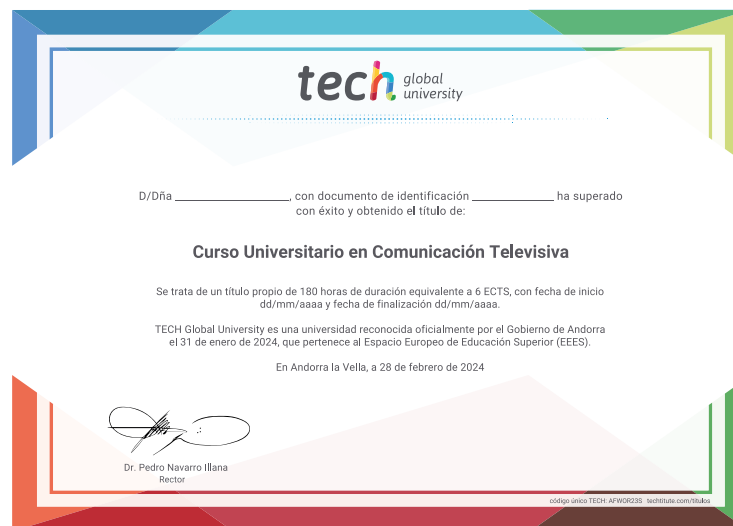 tech global university
D/Dña ____________________, con documento de identificación ______________ ha superado
con éxito y obtenido el título de:
Curso Universitario en Comunicación Televisiva
Se trata de un título propio de 180 horas de duración equivalente a 6 ECTS, con fecha de inicio
dd/mm/aaaa y fecha de finalización dd/mm/aaaa.
TECH Global University es una universidad reconocida oficialmente por el Gobierno de Andorra
el 31 de enero de 2024, que pertenece al Espacio Europeo de Educación Superior (EEES).
En Andorra la Vella, a 28 de febrero de 2024
Dr. Pedro Navarro Illana
Rector
código único TECH: AFWOR23S techtitute.com/titulos